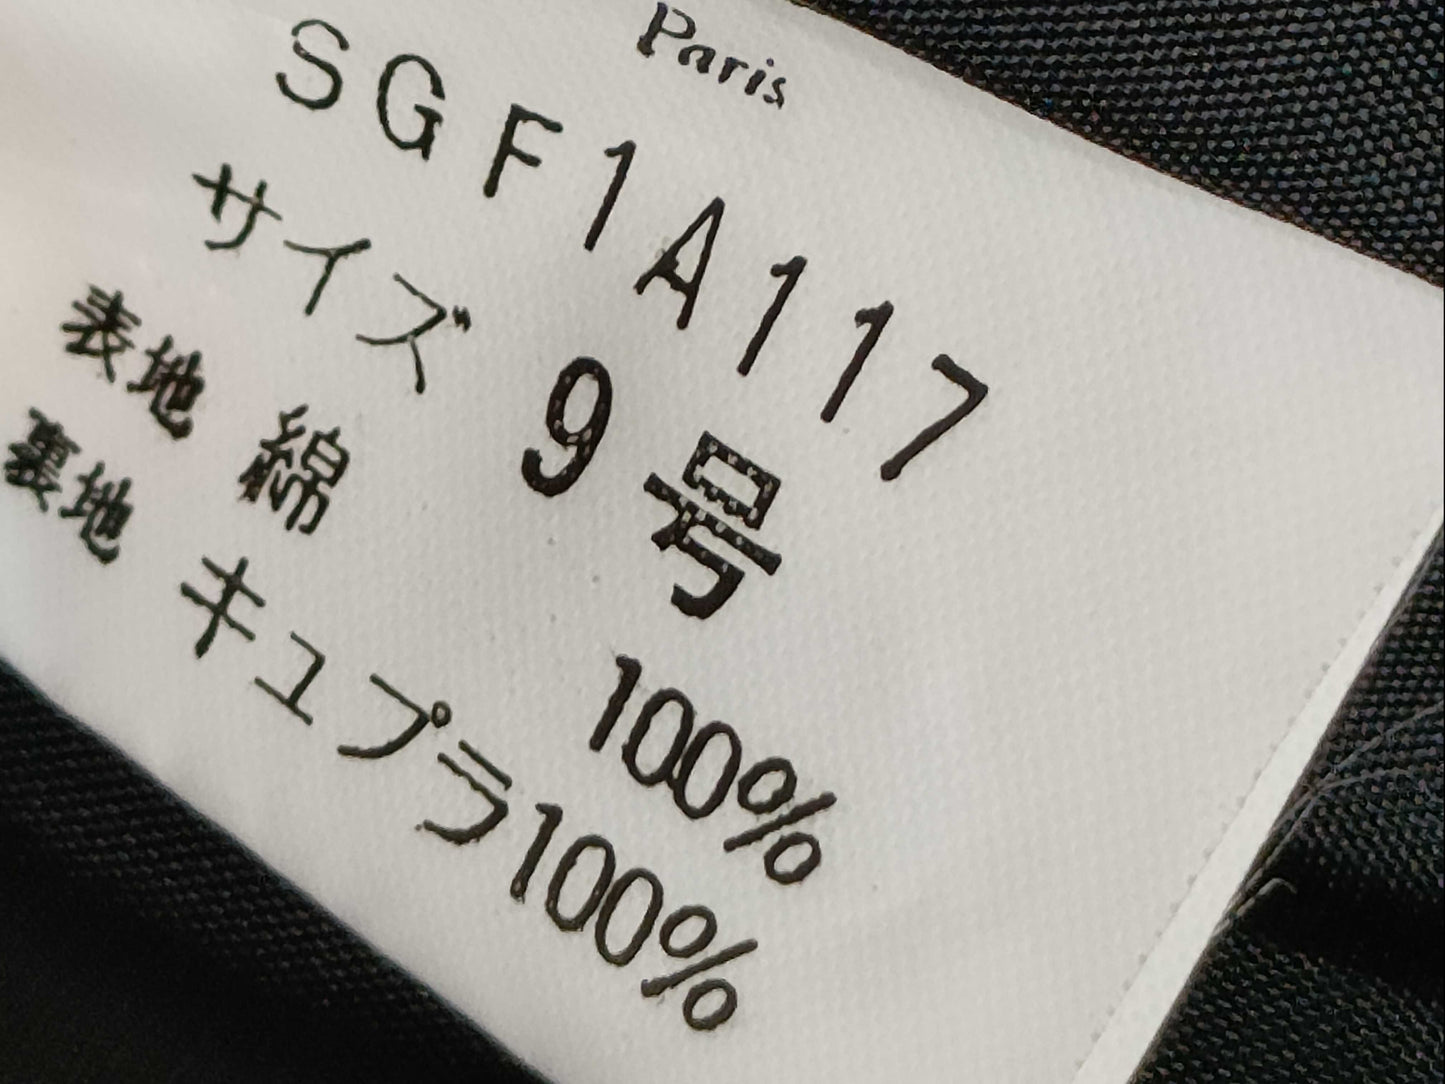 Paris
SGF1A117
サイズ 9号
表地 綿 100%
裏地 キュプラ100%